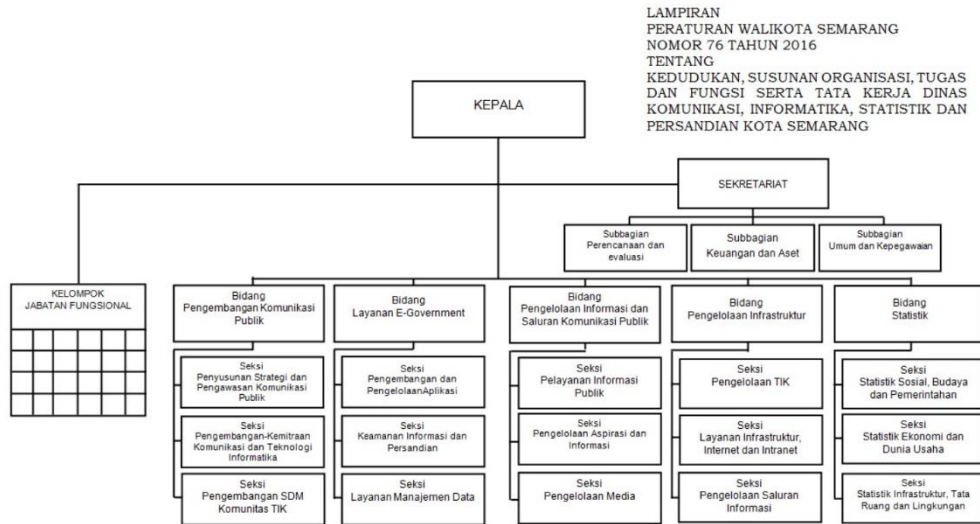 LAMPIRAN
PERATURAN WALIKOTA SEMARANG
NOMOR 76 TAHUN 2016
TENTANG
KEDUDUKAN, SUSUNAN ORGANISASI, TUGAS
DAN FUNGSI SERTA TATA KERJA DINAS
KOMUNIKASI, INFORMATIKA, STATISTIK DAN
PERSANDIAN KOTA SEMARANG
KEPALA
SEKRETARIAT
Subbagian
Perencanaan dan
evaluasi
Subbagian
Keuangan dan Aset
Subbagian
Umum dan Kepegawaian
KELOMPOK
JABATAN FUNGSIONAL
Bidang
Pengembangan Komunikasi
Publik
Bidang
Layanan E-Government
Bidang
Pengelolaan Informasi dan
Saluran Komunikasi Publik
Bidang
Pengelolaan Infrastruktur
Bidang
Statistik
Seksi
Penyusunan Strategi dan
Pengawasan Komunikasi
Publik
Seksi
Pengembangan dan
PengelolaanAplikasi
Seksi
Pelayanan Informasi
Publik
Seksi
Pengelolaan TIK
Seksi
Statistik Sosial, Budaya
dan Pemerintahan
Seksi
Pengembangan-Kemitraan
Komunikasi dan Teknologi
Informatika
Seksi
Keamanan Informasi dan
Persandian
Seksi
Pengelolaan Aspirasi dan
Informasi
Seksi
Layanan Infrastruktur,
Internet dan Intranet
Seksi
Statistik Ekonomi dan
Dunia Usaha
Seksi
Pengembangan SDM
Komunitas TIK
Seksi
Layanan Manajemen Data
Seksi
Pengelolaan Media
Seksi
Pengelolaan Saluran
Informasi
Seksi
Statistik Infrastruktur, Tata
Ruang dan Lingkungan